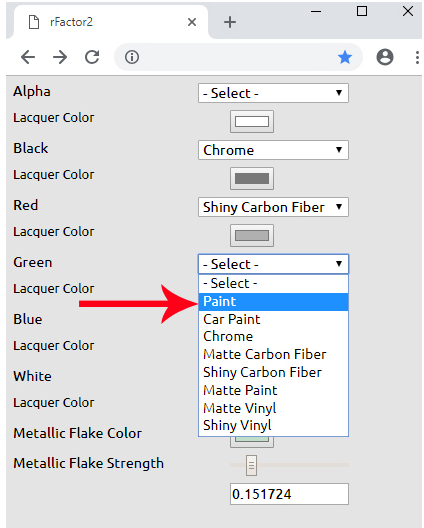 rFactor2
Alpha
- Select -
Lacquer Color
Black
Chrome
Lacquer Color
Red
Shiny Carbon Fiber
Lacquer Color
Green
- Select -
Lacquer Color
- Select -
Paint
Car Paint
Chrome
Matte Carbon Fiber
Shiny Carbon Fiber
Matte Paint
Matte Vinyl
Shiny Vinyl
Blue
Lacquer Color
White
Lacquer Color
Metallic Flake Color
Metallic Flake Strength
0.151724